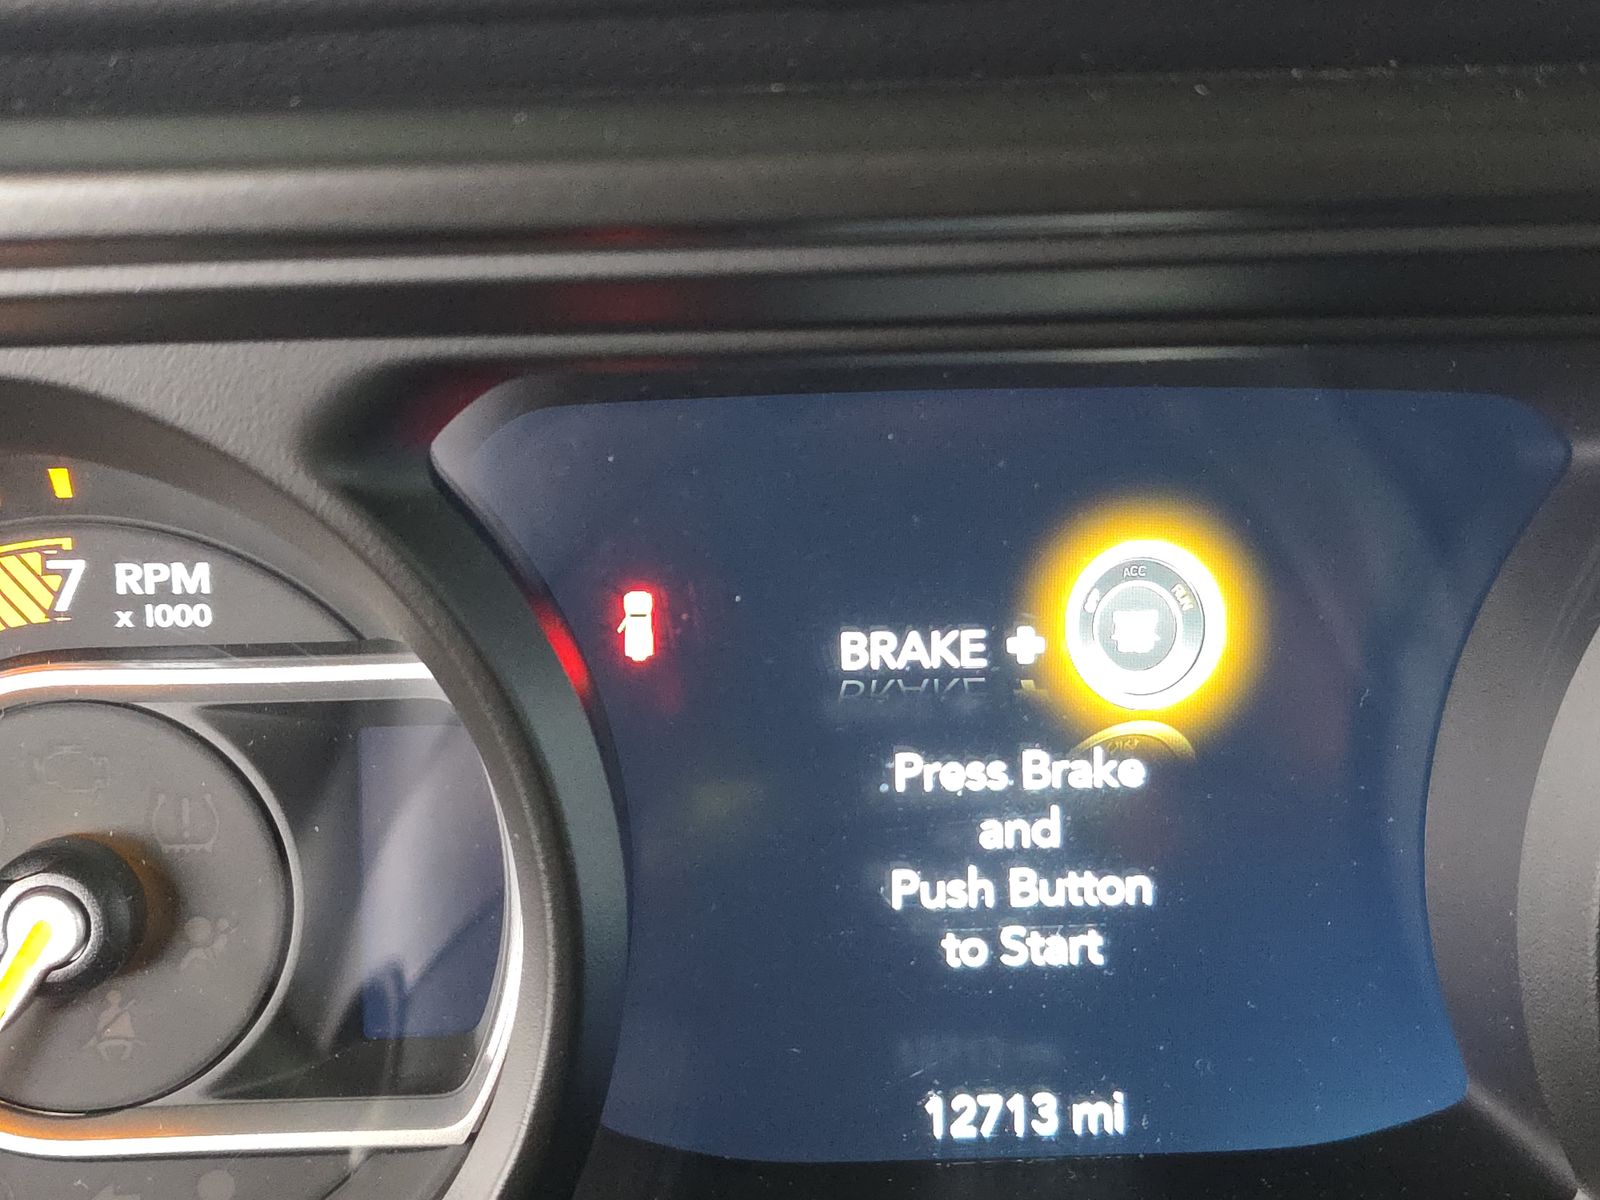 7 RPM
x 1000
ACC
RUN
BRAKE +
Press Brake
and
Push Button
to Start
12713 mi